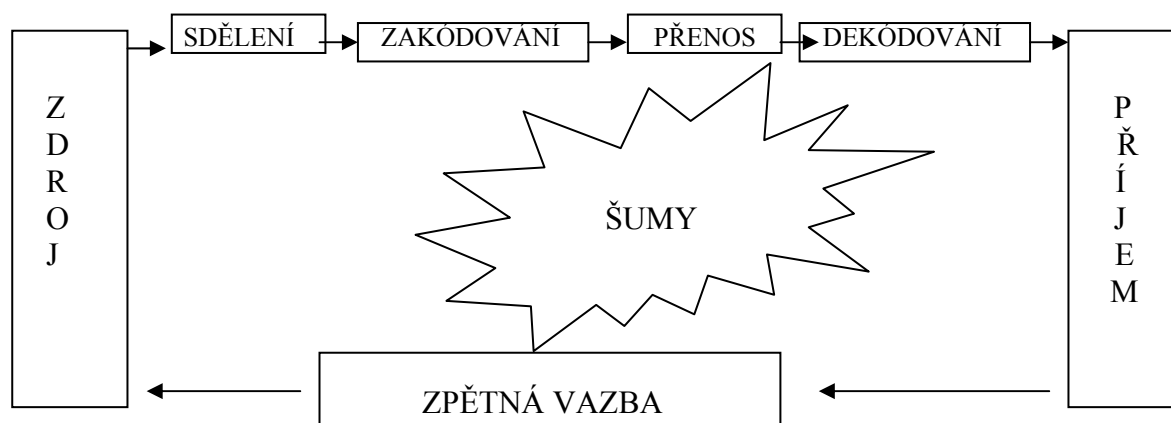 SDĚLENÍ
ZAKÓDOVÁNÍ
PŘENOS
DEKÓDOVÁNÍ
Z
D
R
O
J
ŠUMY
P
Ř
Í
J
E
M
ZPĚTNÁ VAZBA